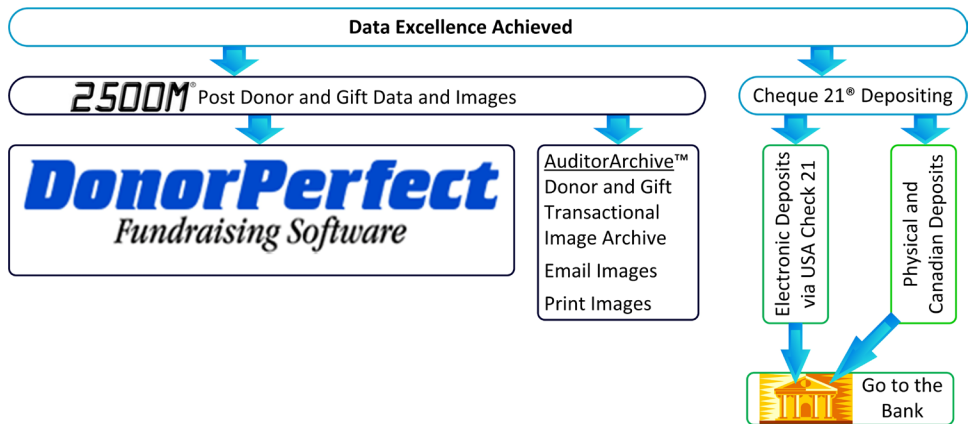 Data Excellence Achieved
2500M® Post Donor and Gift Data and Images
Cheque 21® Depositing
DonorPerfect
Fundraising Software
AuditorArchive™
Donor and Gift
Transactional
Image Archive
Email Images
Print Images
Electronic Deposits
via USA Check 21
Physical and
Canadian Deposits
Go to the
Bank